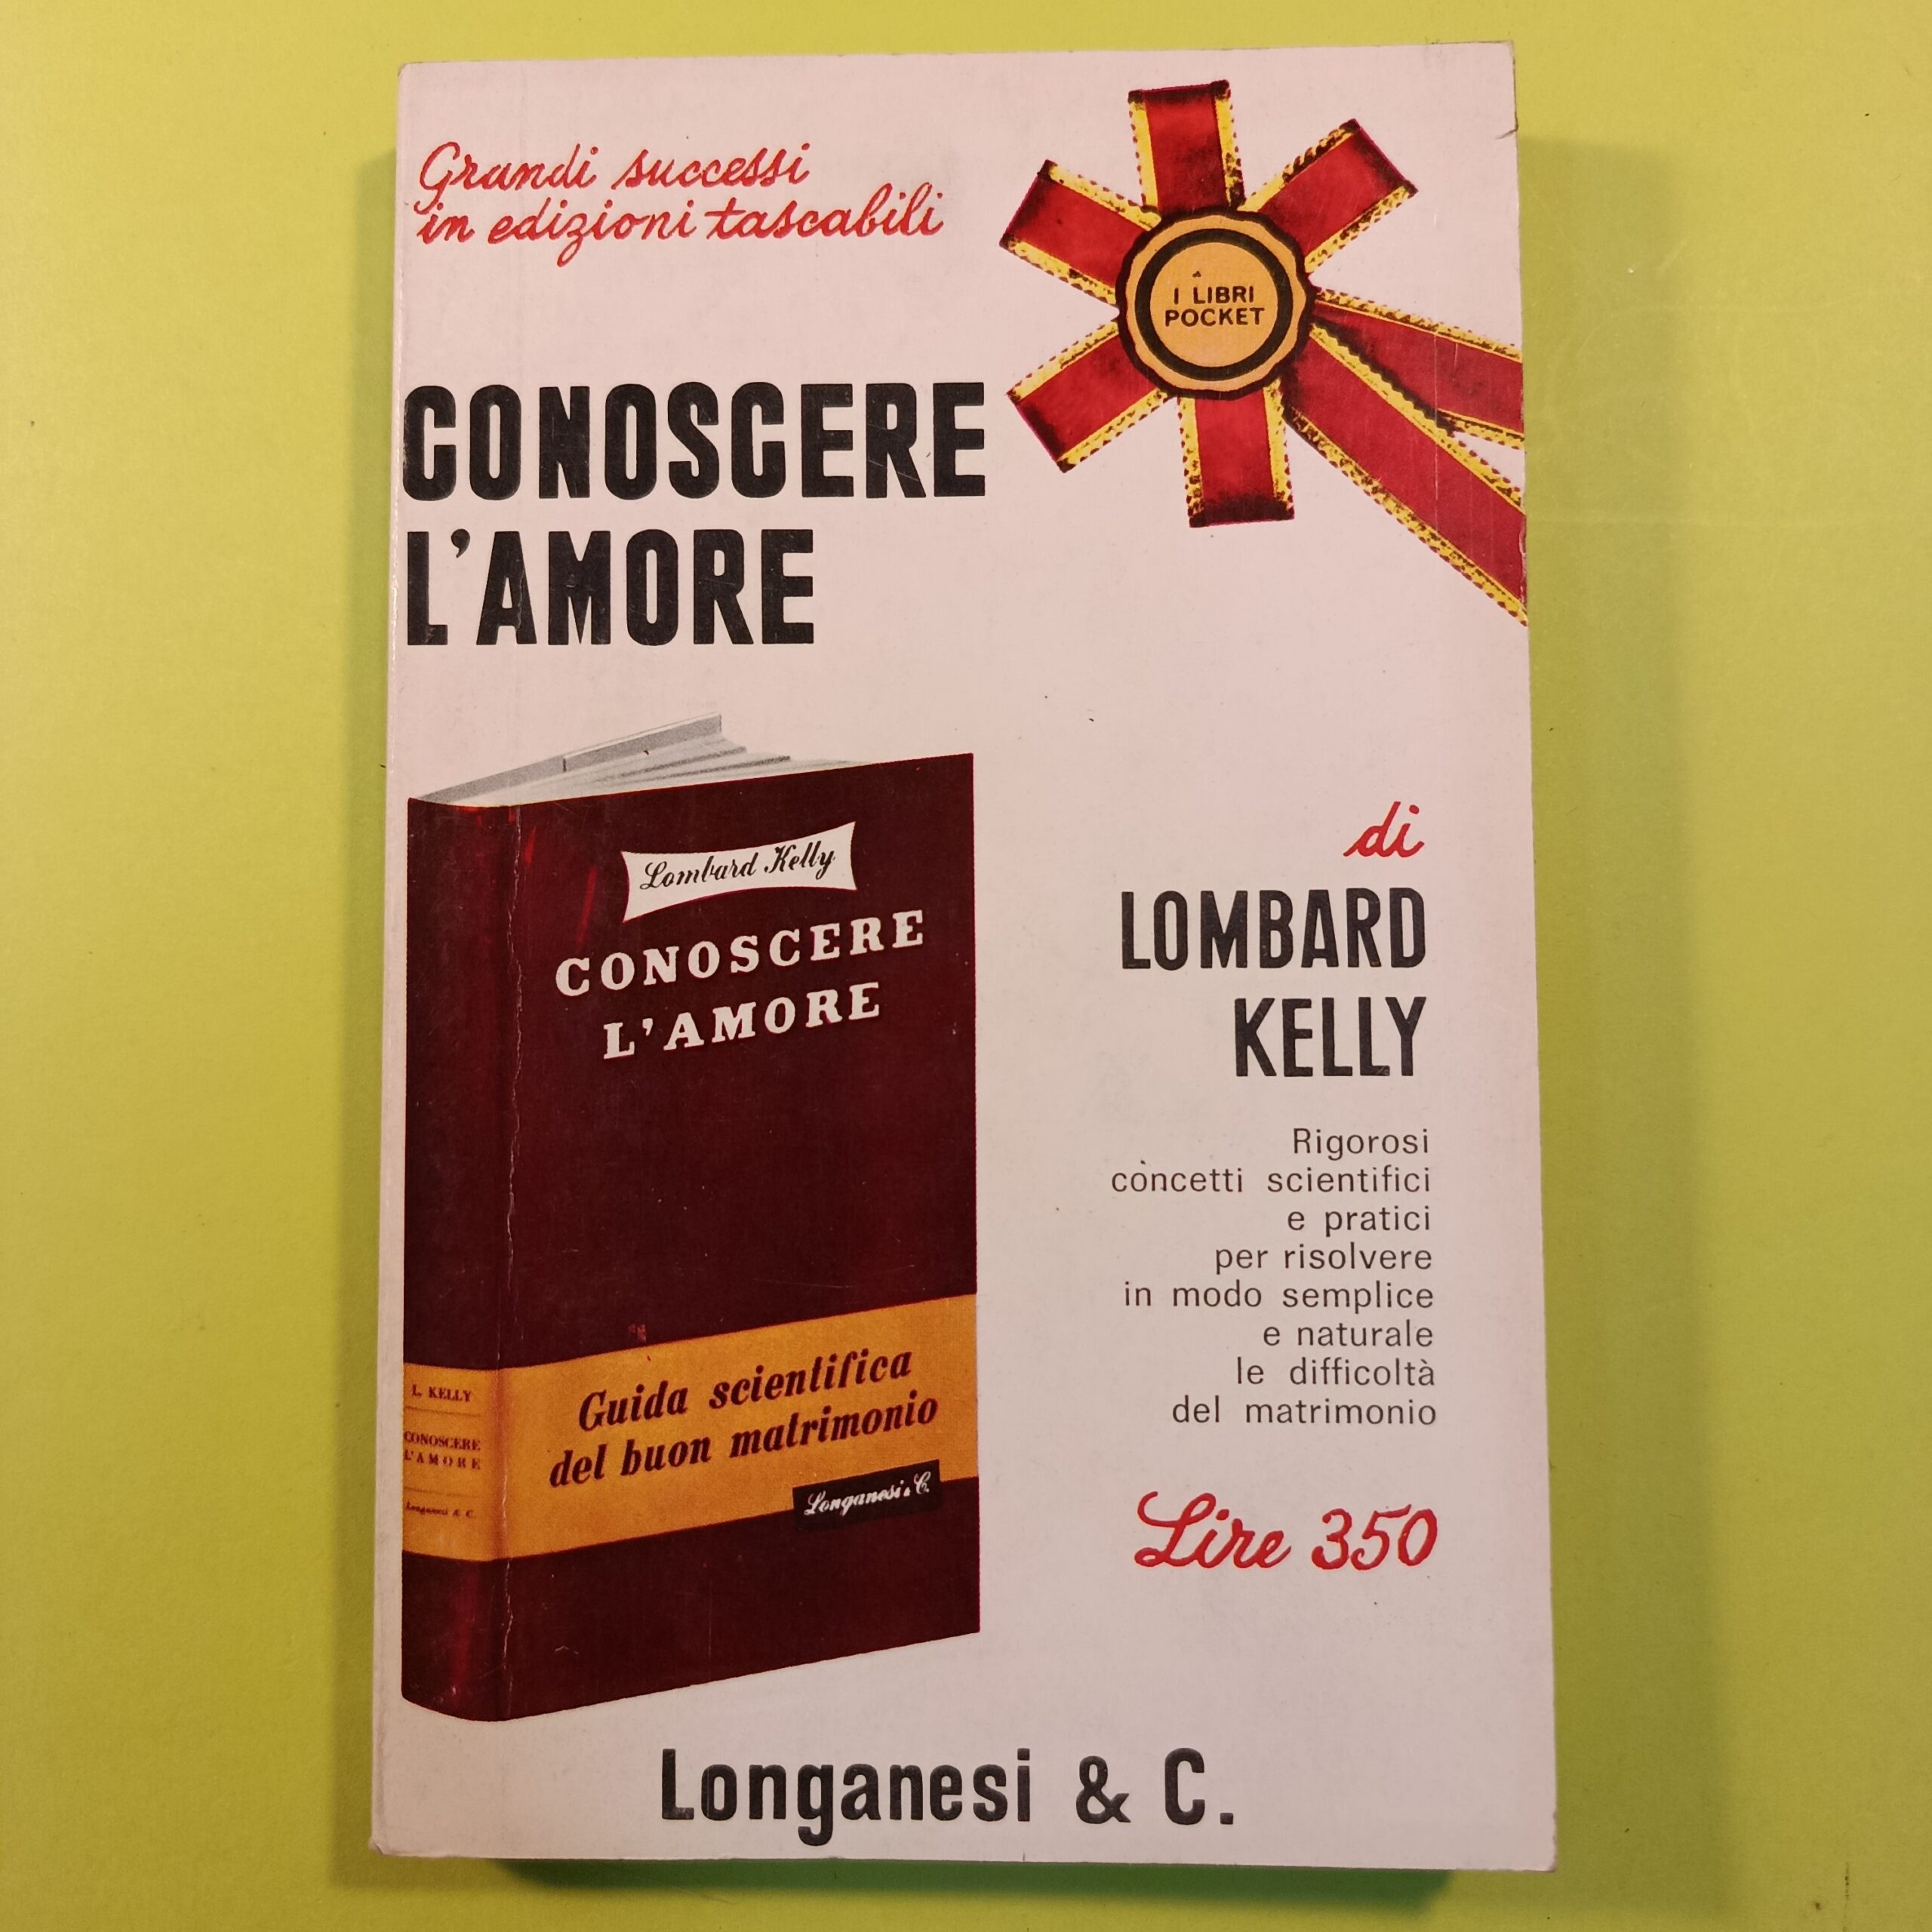 Grandi successi
in edizioni tascabili
I LIBRI
POCKET
CONOSCERE
L'AMORE
Lombard Kelly
CONOSCERE
L'AMORE
Guida scientifica
del buon matrimonio
Longanesi & C.
L. KELLY
CONOSCERE
L'AMORE
Longanesi & C.
di
LOMBARD
KELLY
Rigorosi
concetti scientifici
e pratici
per risolvere
in modo semplice
e naturale
le difficoltà
del matrimonio
Lire 350
Longanesi & C.